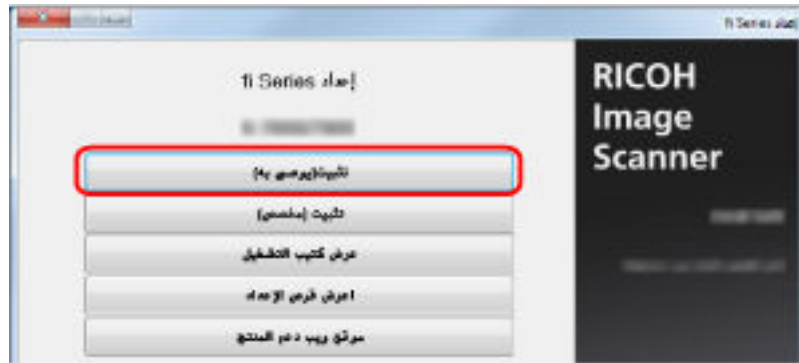 إعداد fi Series
إعداد fi Series
RICOH
Image
Scanner
تثبيت(يوصى به)
تثبيت (مخصص)
عرض كتيب التشغيل
اعرض قرص الإعداد
موقع ويب دعم المنتج